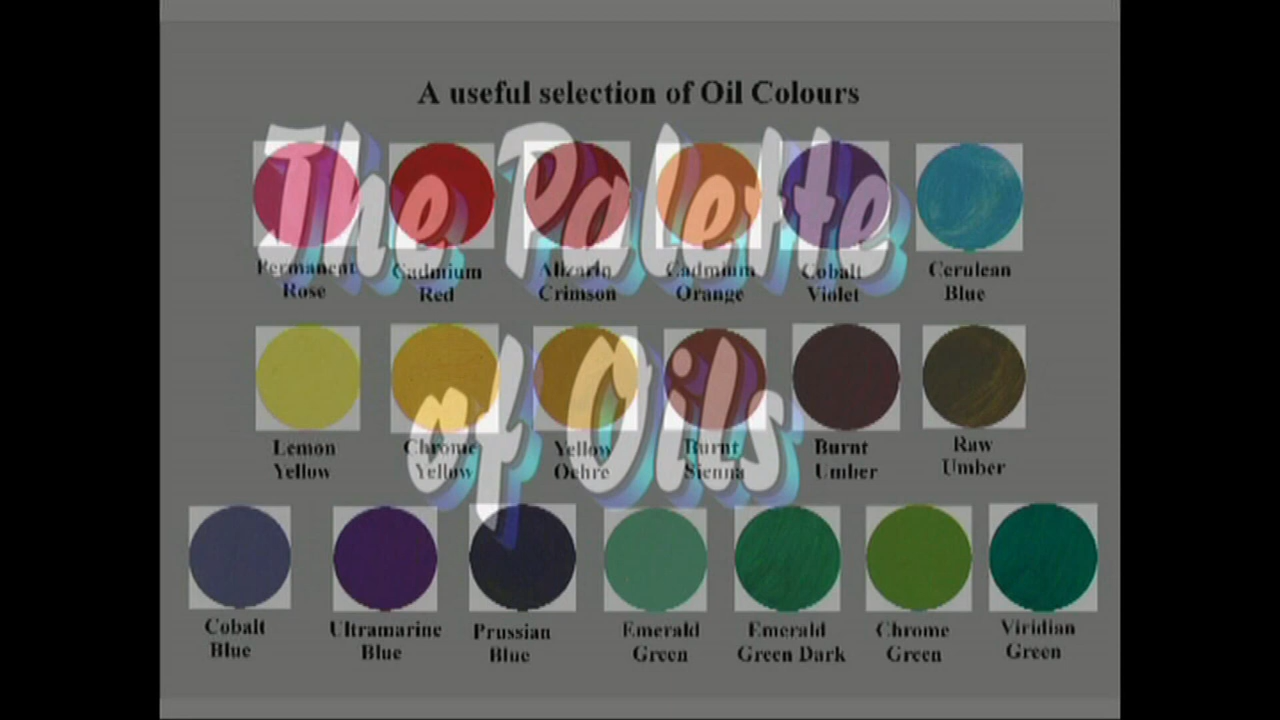 A useful selection of Oil Colours
The Palette
of Oils
Permanent
Rose
Cadmium
Red
Alizarin
Crimson
Cadmium
Orange
Cobalt
Violet
Cerulean
Blue
Lemon
Yellow
Chrome
Yellow
Yellow
Ochre
Burnt
Sienna
Burnt
Umber
Raw
Umber
Cobalt
Blue
Ultramarine
Blue
Prussian
Blue
Emerald
Green
Emerald
Green Dark
Chrome
Green
Viridian
Green